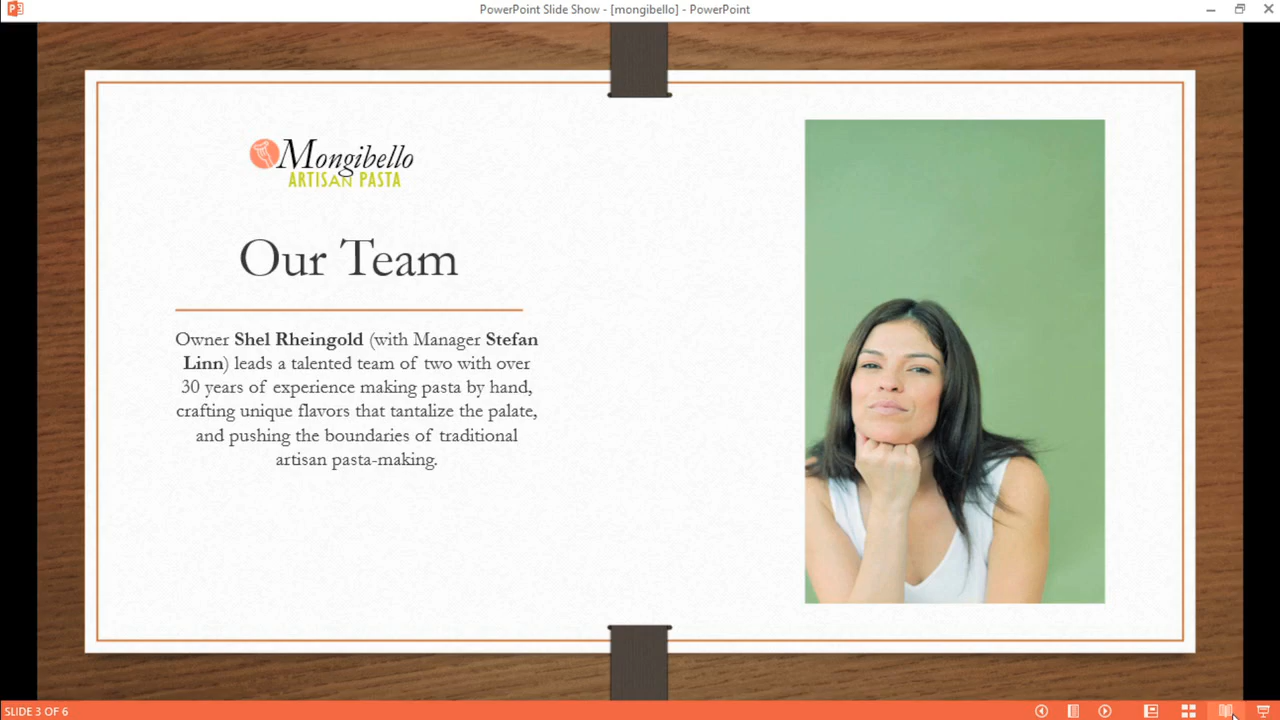 PowerPoint Slide Show - [mongibello] - PowerPoint
Mongibello
ARTISAN PASTA
Our Team
Owner Shel Rheingold (with Manager Stefan
Linn) leads a talented team of two with over
30 years of experience making pasta by hand,
crafting unique flavors that tantalize the palate,
and pushing the boundaries of traditional
artisan pasta-making.
SLIDE 3 OF 6